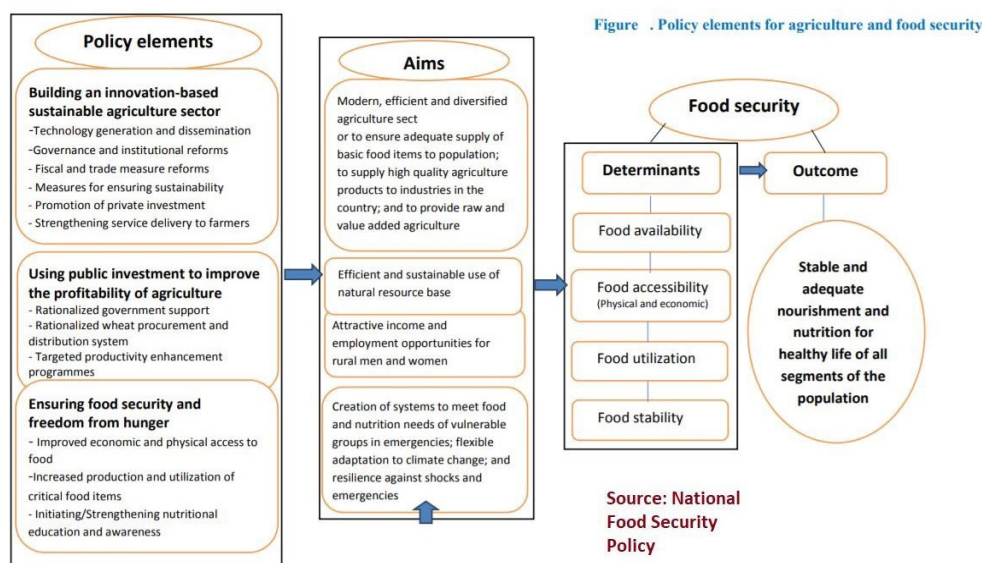 Figure . Policy elements for agriculture and food security
Policy elements
Building an innovation-based
sustainable agriculture sector
-Technology generation and dissemination
-Governance and institutional reforms
- Fiscal and trade measure reforms
- Measures for ensuring sustainability
- Promotion of private investment
- Strengthening service delivery to farmers
Using public investment to improve
the profitability of agriculture
- Rationalized government support
- Rationalized wheat procurement and
distribution system
- Targeted productivity enhancement
programmes
Ensuring food security and
freedom from hunger
- Improved economic and physical access to
food
-Increased production and utilization of
critical food items
- Initiating/Strengthening nutritional
education and awareness
Aims
Modern, efficient and diversified
agriculture sect
or to ensure adequate supply of
basic food items to population;
to supply high quality agriculture
products to industries in the
country; and to provide raw and
value added agriculture
Efficient and sustainable use of
natural resource base
Attractive income and
employment opportunities for
rural men and women
Creation of systems to meet food
and nutrition needs of vulnerable
groups in emergencies; flexible
adaptation to climate change; and
resilience against shocks and
emergencies
Food security
Determinants
Food availability
Food accessibility
(Physical and economic)
Food utilization
Food stability
Outcome
Stable and
adequate
nourishment and
nutrition for
healthy life of all
segments of the
population
Source: National
Food Security
Policy